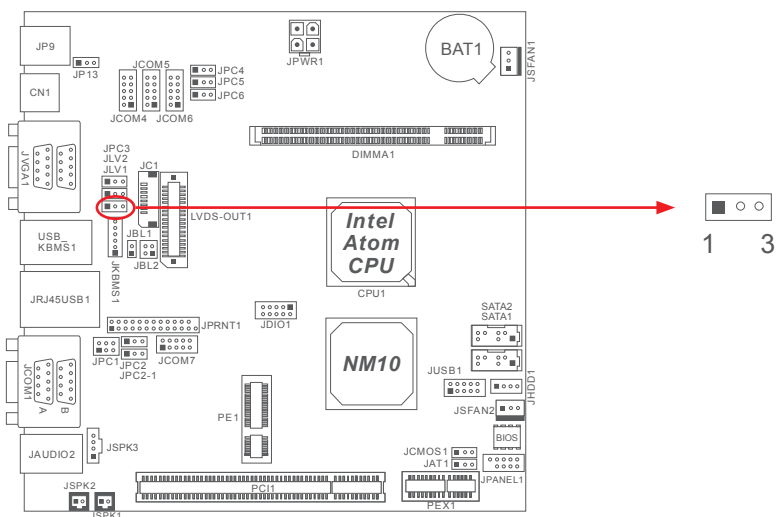 JP9
JP13
CN1
JCOM5
JCOM4
JCOM6
JPC4
JPC5
JPC6
JPWR1
BAT1
JSFAN1
DIMMA1
JVGA1
JPC3
JLV2
JLV1
JC1
LVDS-OUT1
Intel
Atom
CPU
CPU1
1
3
USB_
KBMS1
JKBMS1
JBL1
JBL2
JRJ45USB1
JPRNT1
JDIO1
SATA2
SATA1
JPC1
JPC2
JPC2-1
JCOM7
NM10
JCOM1
A
B
PE1
JUSB1
JHDD1
JSFAN2
BIOS
JAUDIO2
JSPK3
JCMOS1
JAT1
JPANEL1
JSPK2
JSPK1
PCI1
PEX1